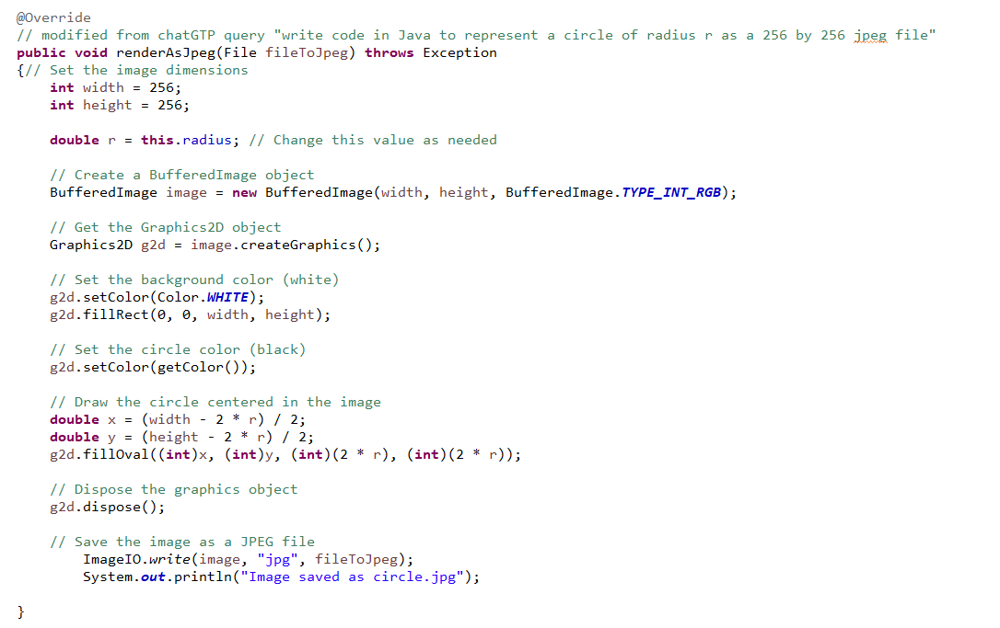 @Override
// modified from chatGTP query "write code in Java to represent a circle of radius r as a 256 by 256 jpeg file"
public void renderAsJpeg(File fileToJpeg) throws Exception
{// Set the image dimensions
    int width = 256;
    int height = 256;

    double r = this.radius; // Change this value as needed

    // Create a BufferedImage object
    BufferedImage image = new BufferedImage(width, height, BufferedImage.TYPE_INT_RGB);

    // Get the Graphics2D object
    Graphics2D g2d = image.createGraphics();

    // Set the background color (white)
    g2d.setColor(Color.WHITE);
    g2d.fillRect(0, 0, width, height);

    // Set the circle color (black)
    g2d.setColor(getColor());

    // Draw the circle centered in the image
    double x = (width - 2 * r) / 2;
    double y = (height - 2 * r) / 2;
    g2d.fillOval((int)x, (int)y, (int)(2 * r), (int)(2 * r));

    // Dispose the graphics object
    g2d.dispose();

    // Save the image as a JPEG file
        ImageIO.write(image, "jpg", fileToJpeg);
        System.out.println("Image saved as circle.jpg");

}